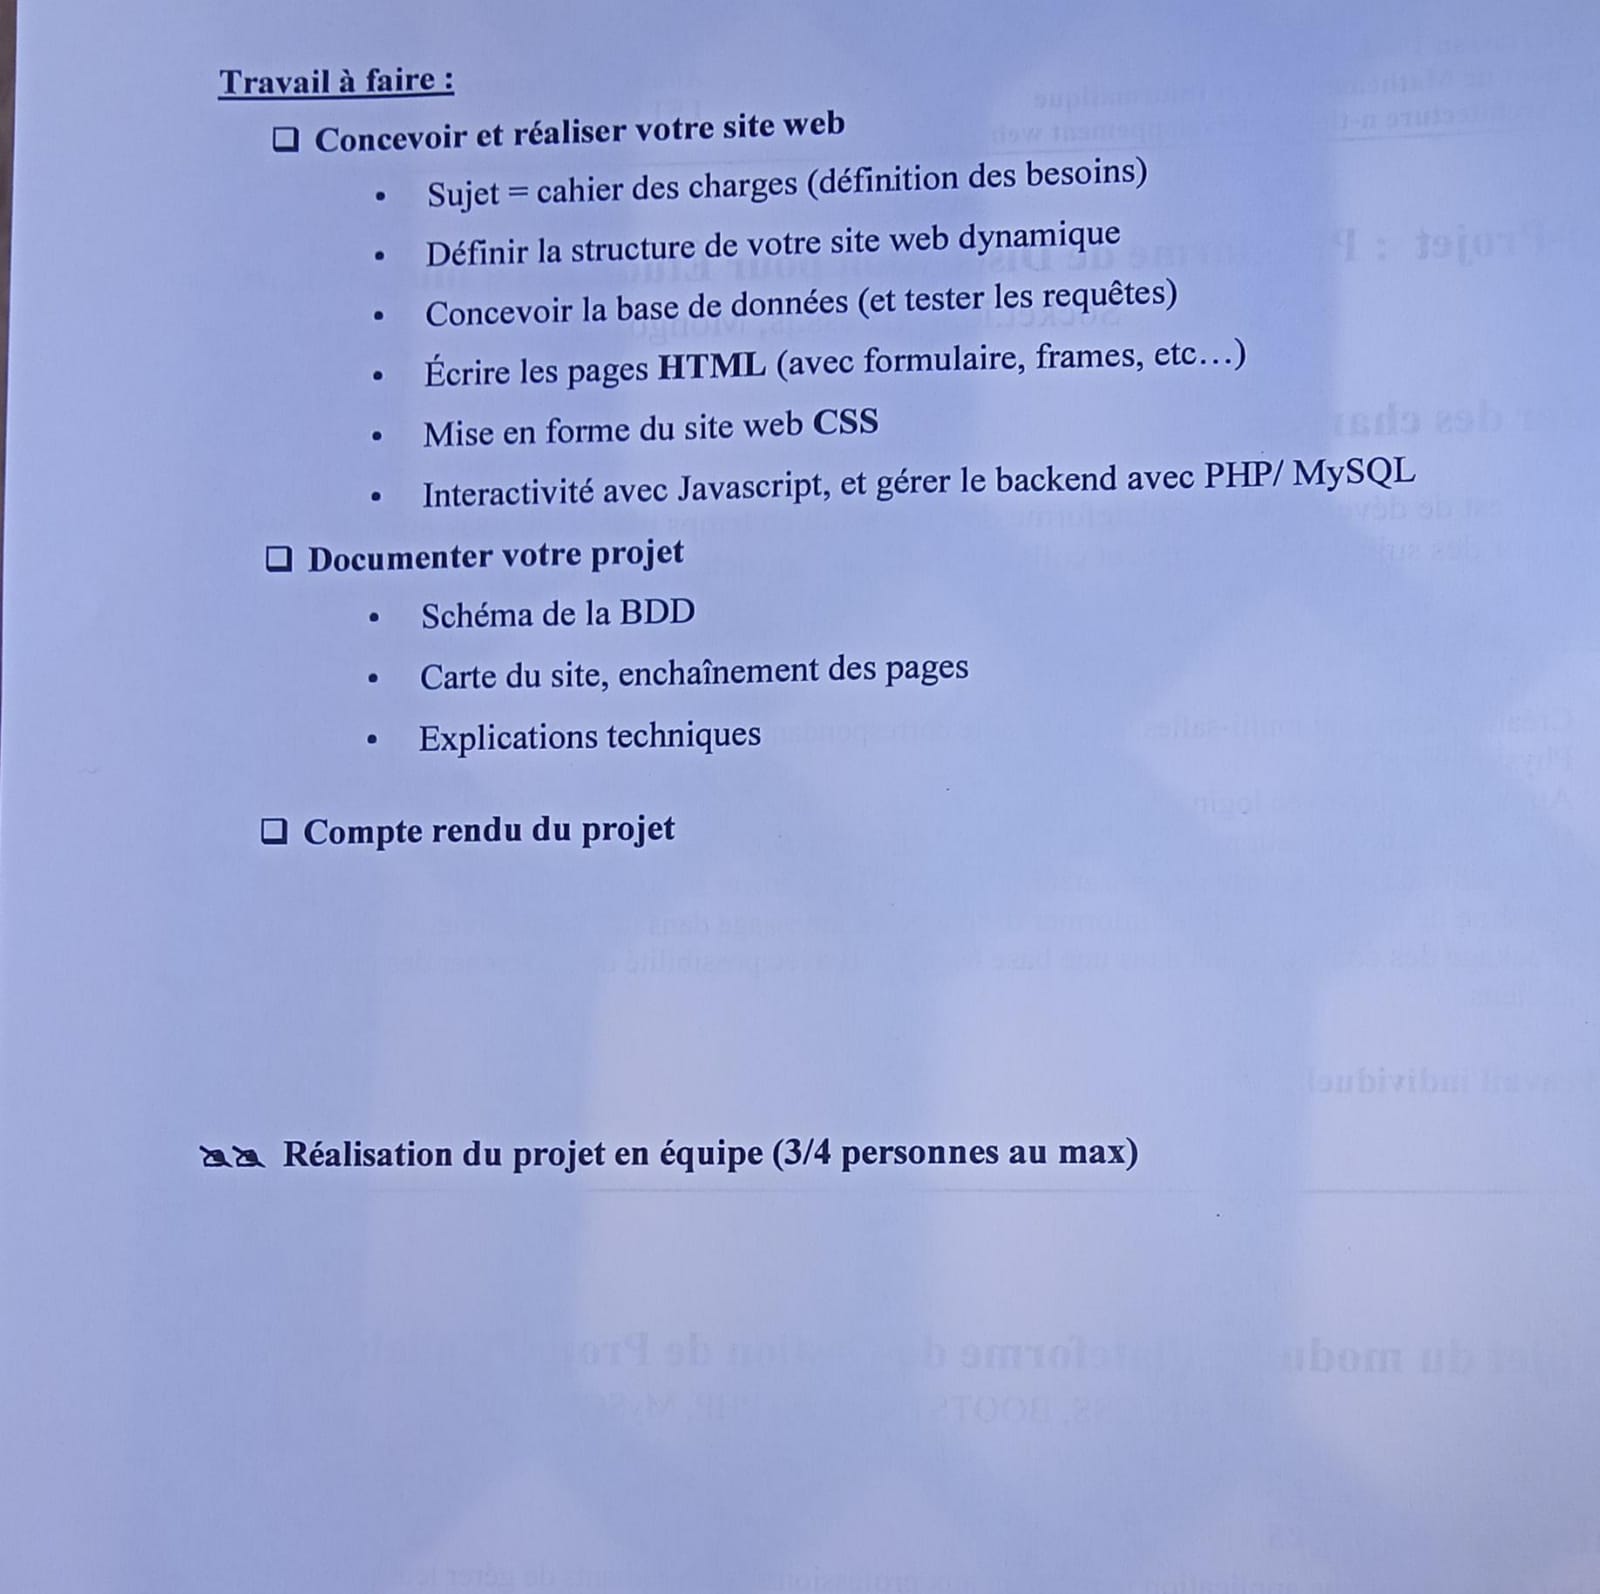 Travail à faire :
❑ Concevoir et réaliser votre site web
• Sujet = cahier des charges (définition des besoins)
• Définir la structure de votre site web dynamique
• Concevoir la base de données (et tester les requêtes)
• Écrire les pages HTML (avec formulaire, frames, etc…)
• Mise en forme du site web CSS
• Interactivité avec Javascript, et gérer le backend avec PHP/ MySQL
❑ Documenter votre projet
• Schéma de la BDD
• Carte du site, enchaînement des pages
• Explications techniques
❑ Compte rendu du projet
Réalisation du projet en équipe (3/4 personnes au max)